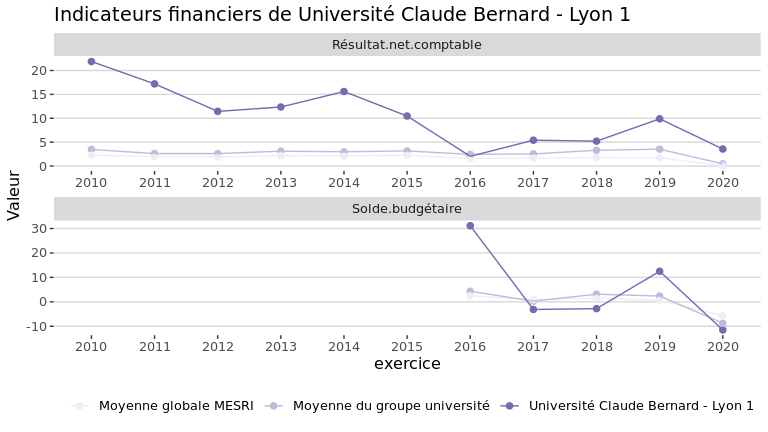 Indicateurs financiers de Université Claude Bernard - Lyon 1
Résultat.net.comptable
20
15
10
5
0
2010 2011 2012 2013 2014 2015 2016 2017 2018 2019 2020
Valeur
Solde.budgétaire
30
20
10
0
-10
2010 2011 2012 2013 2014 2015 2016 2017 2018 2019 2020
exercice
Moyenne globale MESRI Moyenne du groupe université Université Claude Bernard - Lyon 1